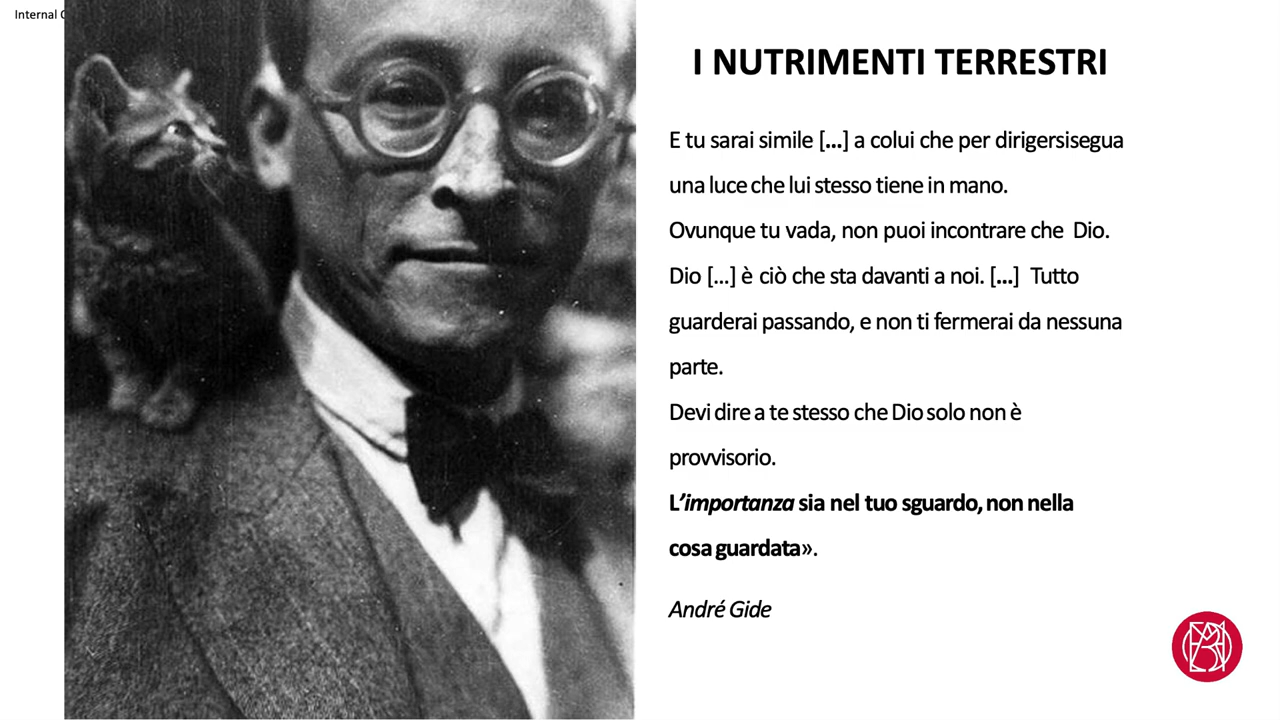 Internal
I NUTRIMENTI TERRESTRI
E tu sarai simile [...] a colui che per dirigersisegua
una luce che lui stesso tiene in mano.
Ovunque tu vada, non puoi incontrare che Dio.
Dio [...] è ciò che sta davanti a noi. [...] Tutto
guarderai passando, e non ti fermerai da nessuna
parte.
Devi dire a te stesso che Dio solo non è
provvisorio.
L’importanza sia nel tuo sguardo, non nella
cosa guardata».
André Gide